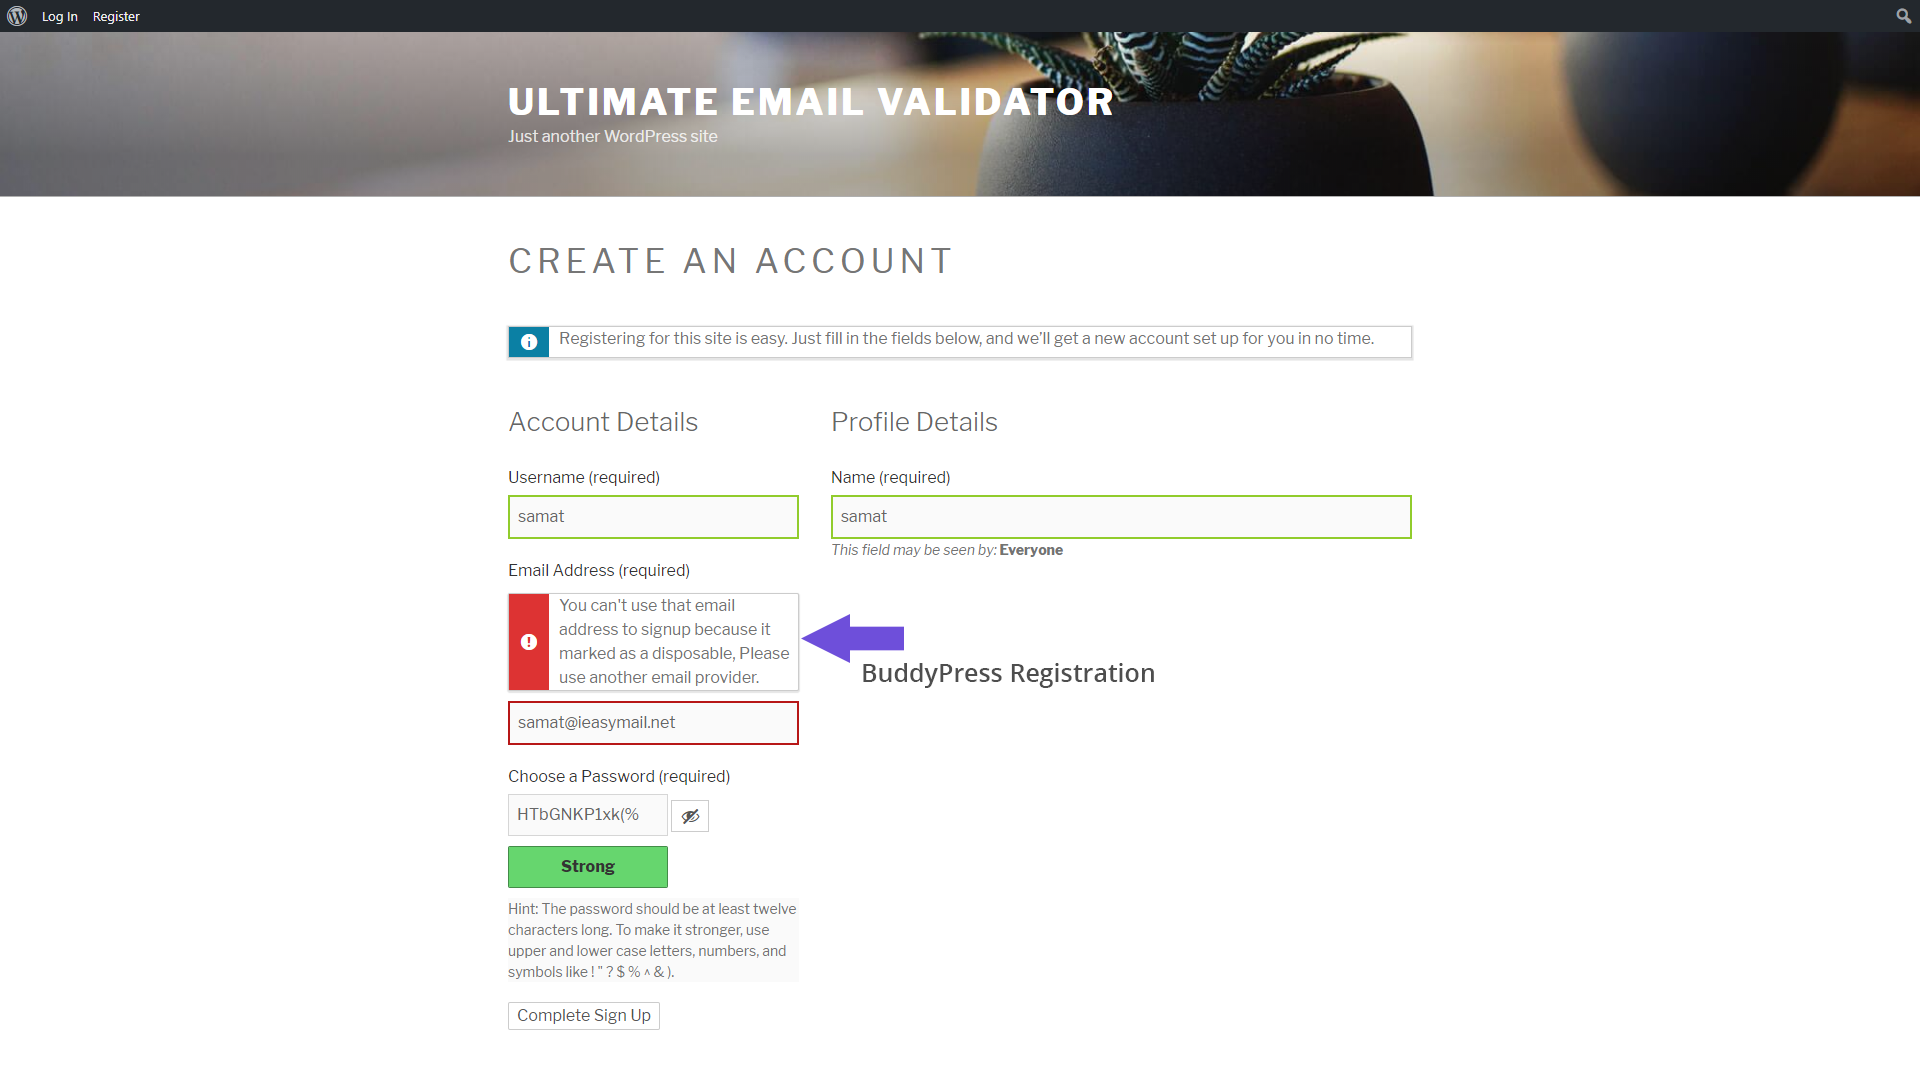 Log In Register
ULTIMATE EMAIL VALIDATOR
Just another WordPress site
CREATE AN ACCOUNT
Registering for this site is easy. Just fill in the fields below, and we'll get a new account set up for you in no time.
Account Details
Username (required)
samat
Email Address (required)
You can't use that email
address to signup because it
marked as a disposable, Please
use another email provider.
samat@ieasymail.net
Choose a Password (required)
HTbGNKP1xk(%
Strong
Hint: The password should be at least twelve
characters long. To make it stronger, use
upper and lower case letters, numbers, and
symbols like ! " ? $ % ^ & ).
Complete Sign Up
Profile Details
Name (required)
samat
This field may be seen by: Everyone
BuddyPress Registration